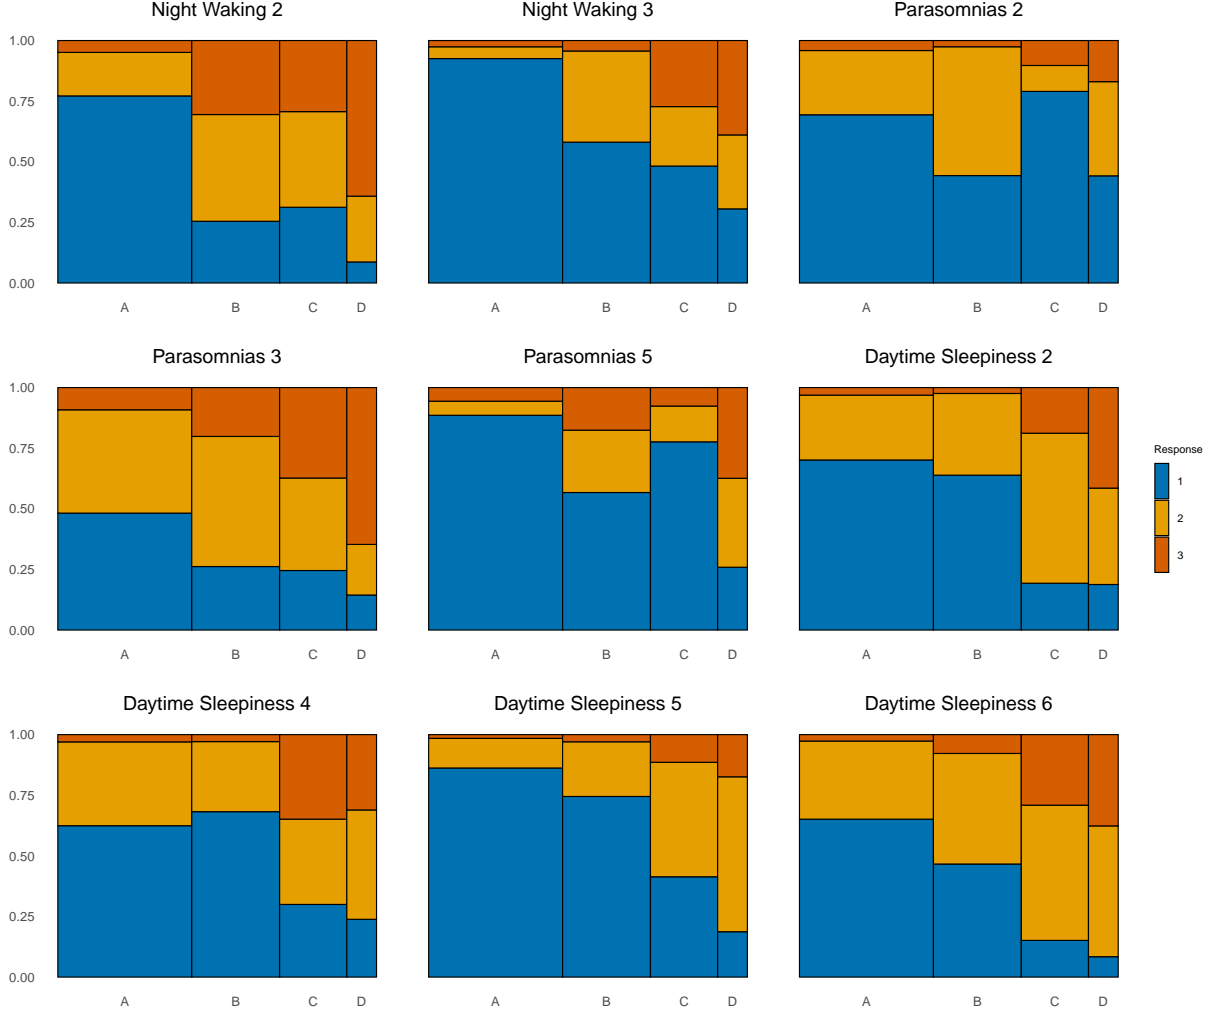 Night Waking 2 Night Waking 3 Parasomnias 2
1.00
0.75
0.50
0.25
0.00
A B C D A B C D A B C D
Parasomnias 3 Parasomnias 5 Daytime Sleepiness 2
1.00
0.75
0.50
0.25
0.00
A B C D A B C D A B C D
Response
1
2
3
Daytime Sleepiness 4 Daytime Sleepiness 5 Daytime Sleepiness 6
1.00
0.75
0.50
0.25
0.00
A B C D A B C D A B C D